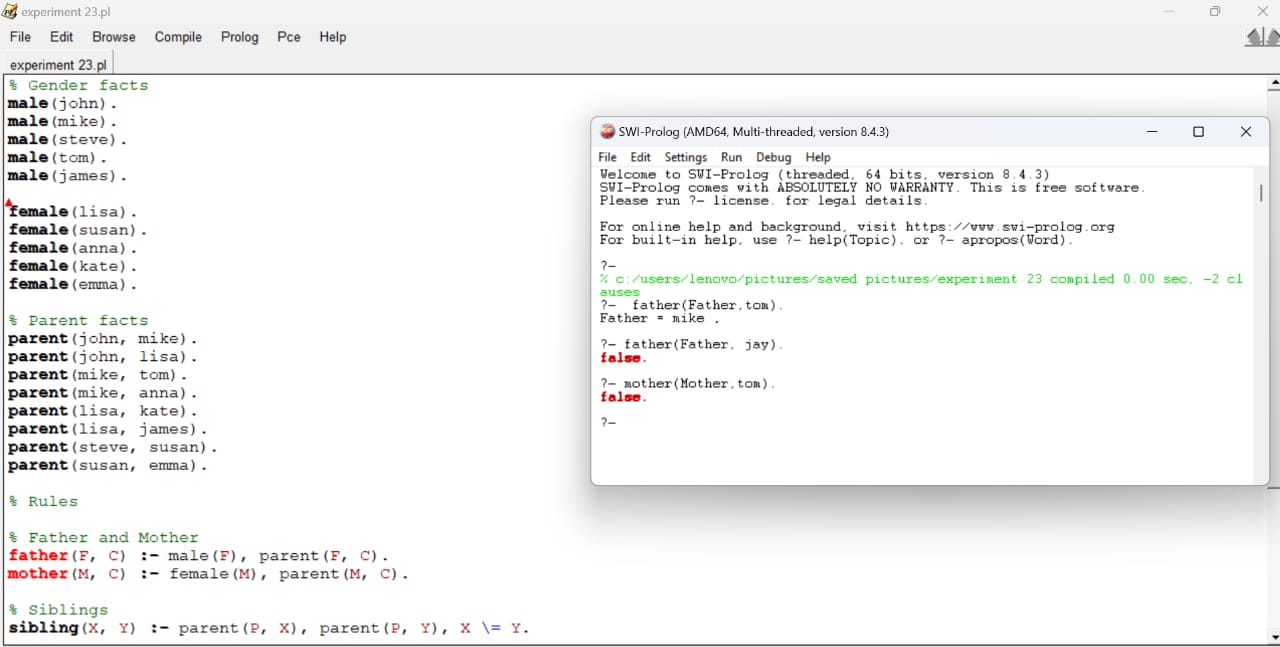 experiment 23.pl
File Edit Browse Compile Prolog Pce Help
experiment 23.pl
% Gender facts
male(john).
male(mike).
male(steve).
male(tom).
male(james).
female(lisa).
female(susan).
female(anna).
female(kate).
female(emma).
% Parent facts
parent(john, mike).
parent(john, lisa).
parent(mike, tom).
parent(mike, anna).
parent(lisa, kate).
parent(lisa, james).
parent(steve, susan).
parent(susan, emma).
% Rules
% Father and Mother
father(F, C) :- male(F), parent(F, C).
mother(M, C) :- female(M), parent(M, C).
% Siblings
sibling(X, Y) :- parent(P, X), parent(P, Y), X \= Y.
SWI-Prolog (AMD64, Multi-threaded, version 8.4.3)
File Edit Settings Run Debug Help
Welcome to SWI-Prolog (threaded, 64 bits, version 8.4.3)
SWI-Prolog comes with ABSOLUTELY NO WARRANTY. This is free software.
Please run ?- license. for legal details.
For online help and background, visit https://www.swi-prolog.org
For built-in help, use ?- help(Topic). or ?- apropos(Word).
?-
% c:/users/lenovo/pictures/saved pictures/experiment 23 compiled 0.00 sec, -2 cl
auses
?- father(Father,tom).
Father = mike .
?- father(Father, jay).
false.
?- mother(Mother,tom).
false.
?-